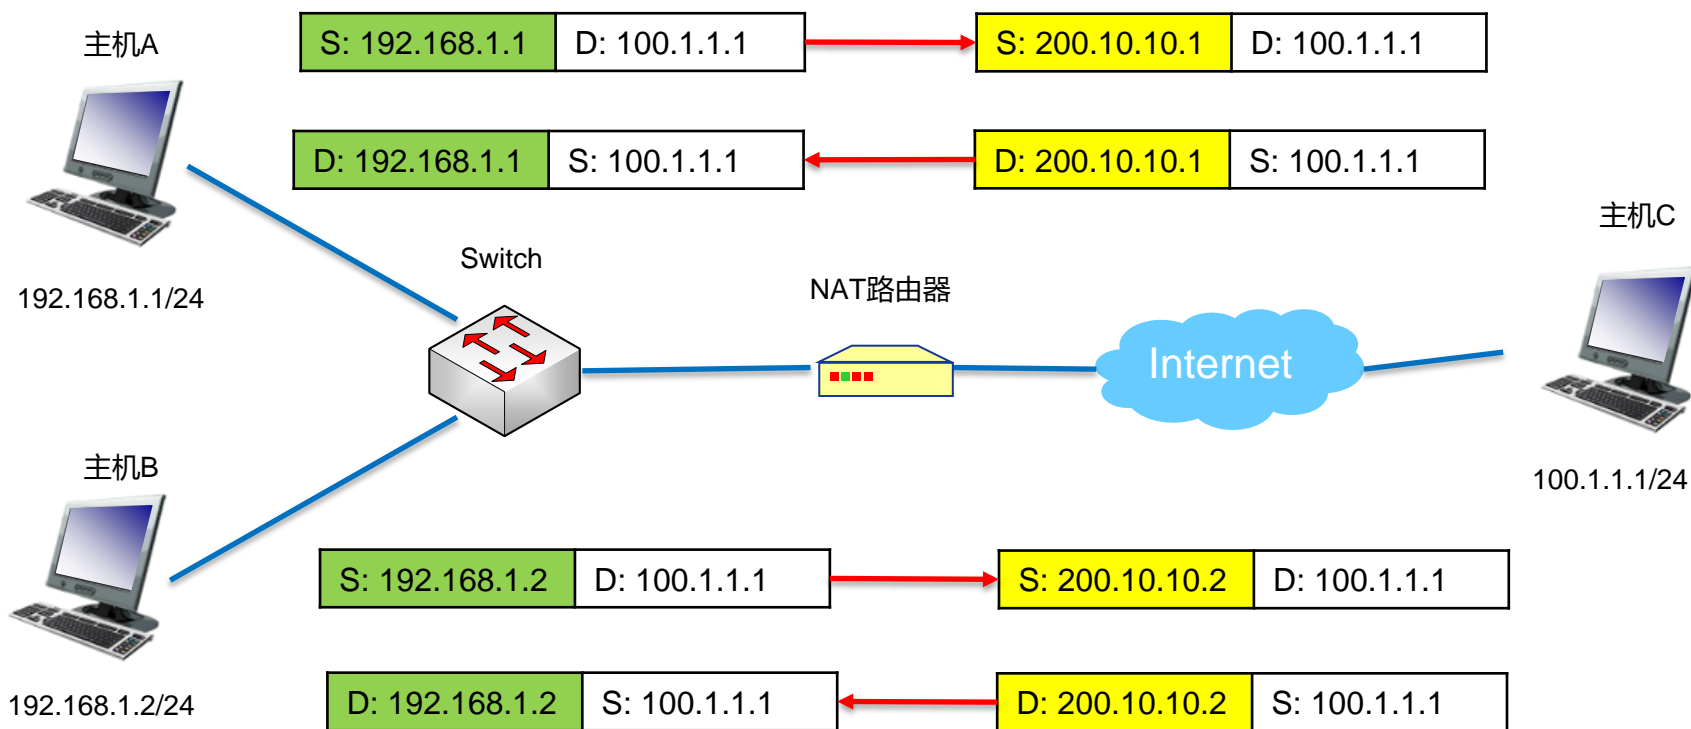 主机A
S: 192.168.1.1 D: 100.1.1.1 S: 200.10.10.1 D: 100.1.1.1
D: 192.168.1.1 S: 100.1.1.1 D: 200.10.10.1 S: 100.1.1.1
192.168.1.1/24
Switch
NAT路由器
Internet
主机C
100.1.1.1/24
主机B
192.168.1.2/24
S: 192.168.1.2 D: 100.1.1.1 S: 200.10.10.2 D: 100.1.1.1
D: 192.168.1.2 S: 100.1.1.1 D: 200.10.10.2 S: 100.1.1.1